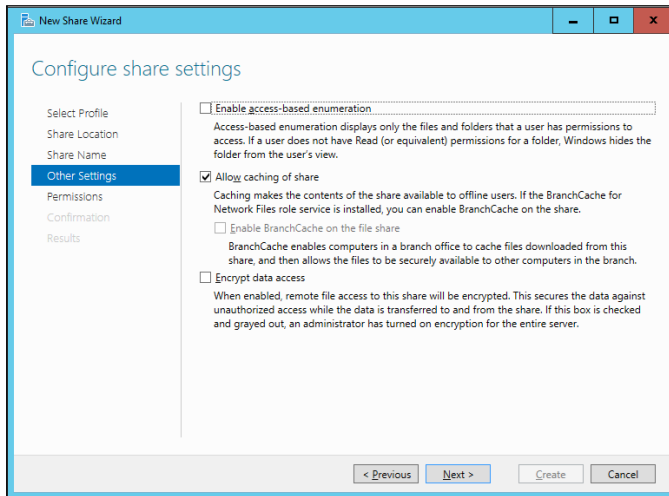 New Share Wizard
Configure share settings
Select Profile
Share Location
Share Name
Other Settings
Permissions
Confirmation
Results
Enable access-based enumeration
Access-based enumeration displays only the files and folders that a user has permissions to
access. If a user does not have Read (or equivalent) permissions for a folder, Windows hides the
folder from the user's view.
Allow caching of share
Caching makes the contents of the share available to offline users. If the BranchCache for
Network Files role service is installed, you can enable BranchCache on the share.
Enable BranchCache on the file share
BranchCache enables computers in a branch office to cache files downloaded from this
share, and then allows the files to be securely available to other computers in the branch.
Encrypt data access
When enabled, remote file access to this share will be encrypted. This secures the data against
unauthorized access while the data is transferred to and from the share. If this box is checked
and grayed out, an administrator has turned on encryption for the entire server.
< Previous Next > Create Cancel